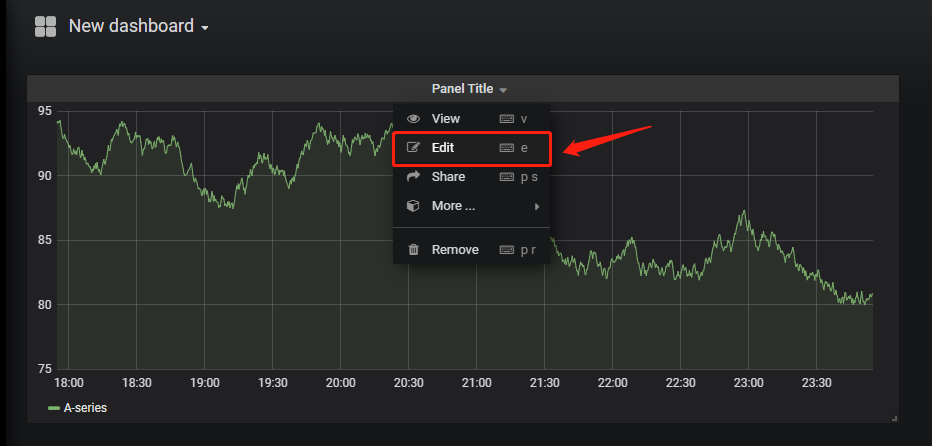 New dashboard
Panel Title
View v
Edit e
Share p s
More ...
Remove p r
95
90
85
80
75
18:00 18:30 19:00 19:30 20:00 20:30 21:00 21:30 22:00 22:30 23:00 23:30
A-series